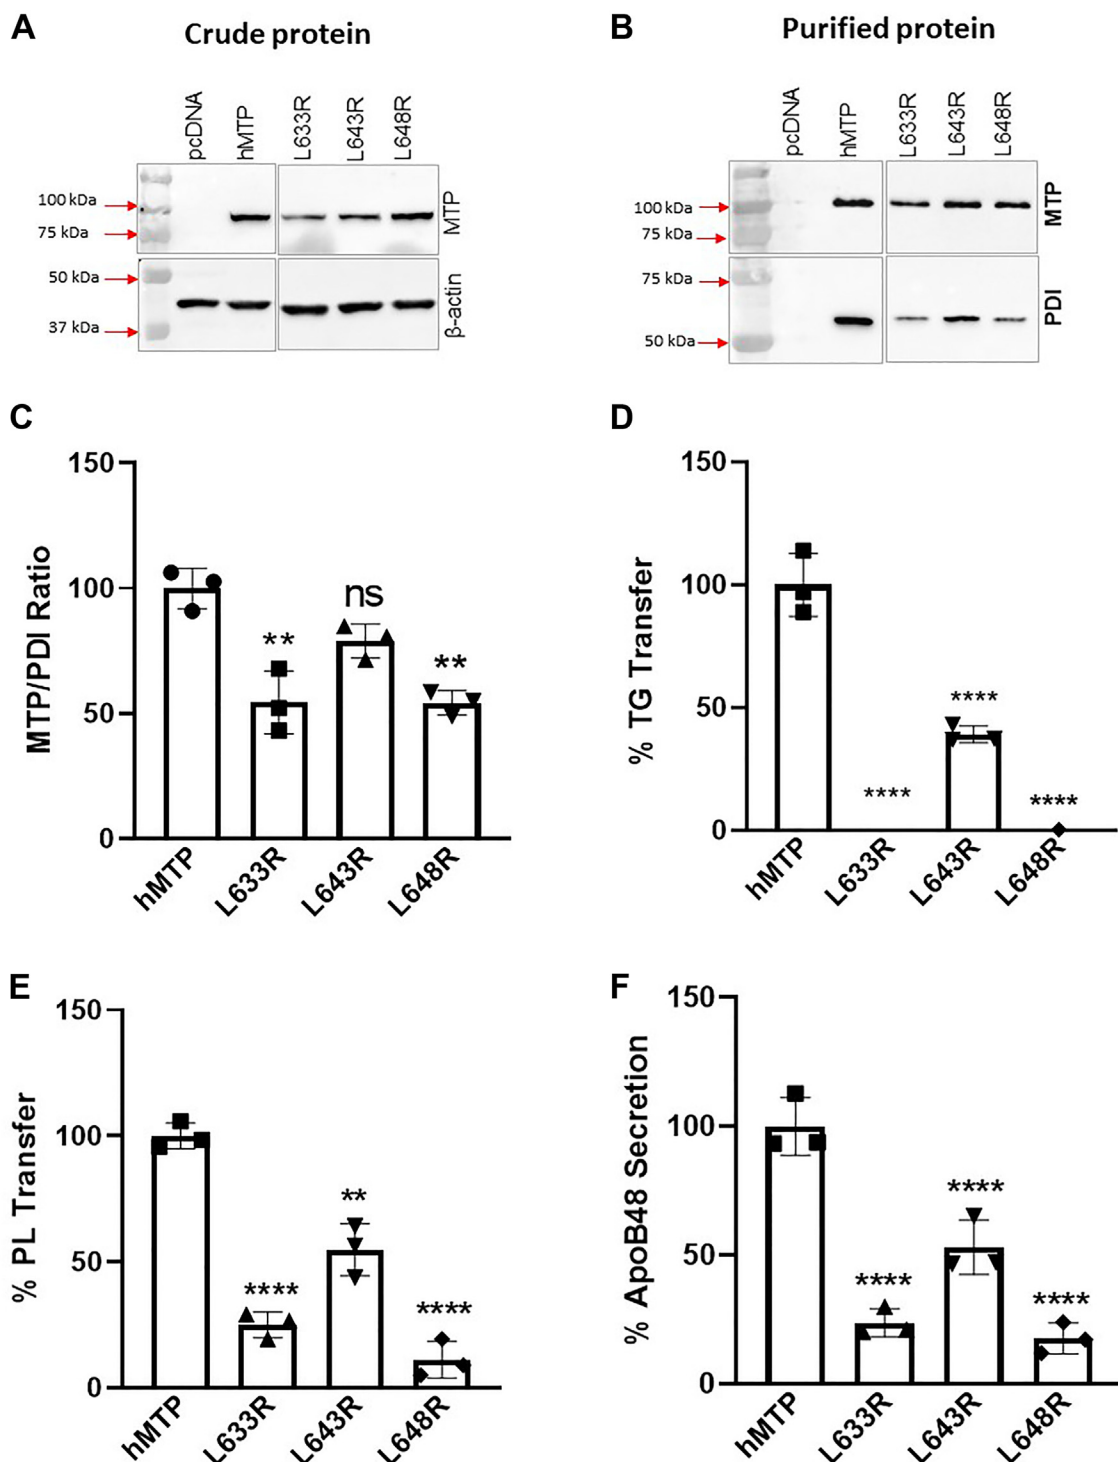 A
Crude protein
pcDNA
hMTP
L633R
L643R
L648R
100 kDa
75 kDa
MTP
50 kDa
37 kDa
β-actin
B
Purified protein
pcDNA
hMTP
L633R
L643R
L648R
100 kDa
75 kDa
MTP
75 kDa
50 kDa
PDI
C
MTP/PDI Ratio
150
100
50
0
**
ns
**
hMTP
L633R
L643R
L648R
D
% TG Transfer
150
100
50
0
****
****
****
hMTP
L633R
L643R
L648R
E
% PL Transfer
150
100
50
0
****
**
****
hMTP
L633R
L643R
L648R
F
% ApoB48 Secretion
150
100
50
0
****
****
****
hMTP
L633R
L643R
L648R